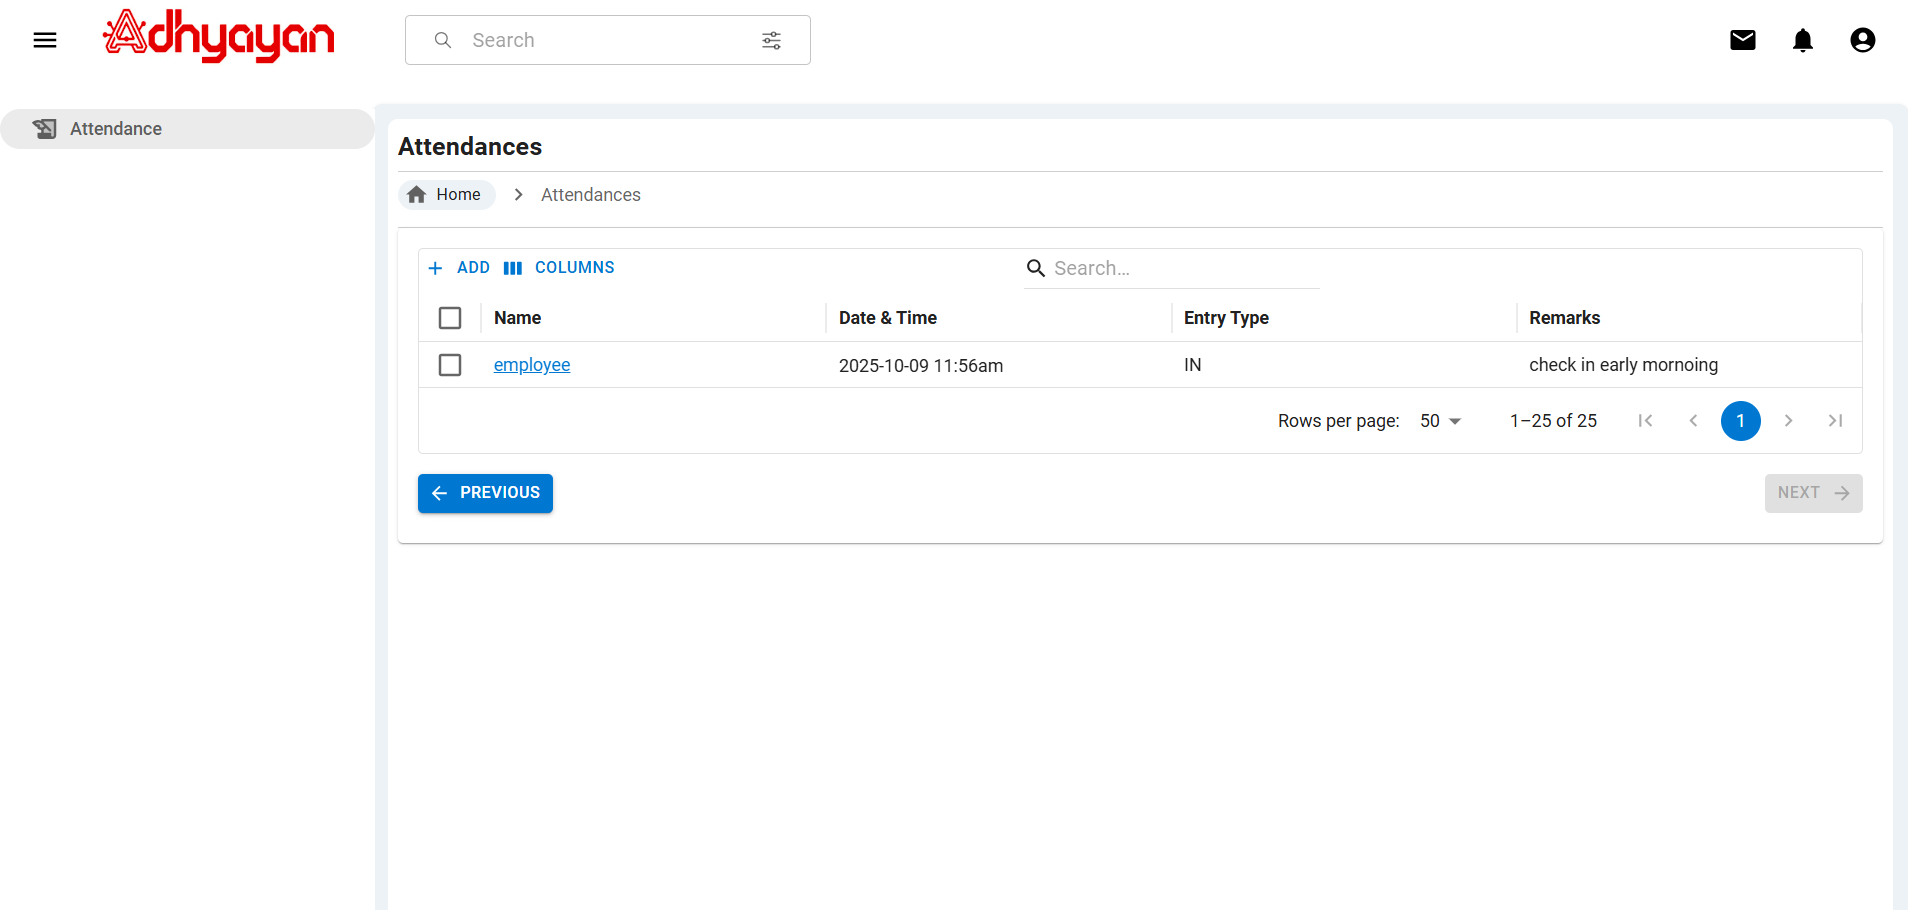 Adhyayan
Search
Attendance
Attendances
Home
Attendances
ADD COLUMNS
Search…
Name Date & Time Entry Type Remarks
employee 2025-10-09 11:56am IN check in early mornoing
Rows per page: 50 1–25 of 25 1
PREVIOUS
NEXT